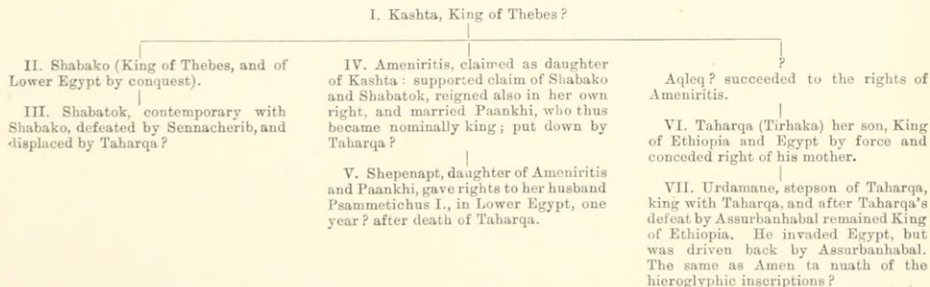 I. Kashta, King of Thebes ?
II. Shabako (King of Thebes, and of
Lower Egypt by conquest).
III. Shabatok, contemporary with
Shabako, defeated by Sennacherib, and
displaced by Taharqa ?
IV. Ameniritis, claimed as daughter
of Kashta : supported claim of Shabako
and Shabatok, reigned also in her own
right, and married Paankhi, who thus
became nominally king ; put down by
Taharqa ?
V. Shepenapt, daughter of Ameniritis
and Paankhi, gave rights to her husband
Psammetichus I., in Lower Egypt, one
year ? after death of Taharqa.
?
Aqleq ? succeeded to the rights of
Ameniritis.
VI. Taharqa (Tirhaka) her son, King
of Ethiopia and Egypt by force and
conceded right of his mother.
VII. Urdamane, stepson of Taharqa,
king with Taharqa, and after Taharqa's
defeat by Assurbanhabal remained King
of Ethiopia. He invaded Egypt, but
was driven back by Assurbanhabal.
The same as Amen ta nuath of the
hieroglyphic inscriptions ?